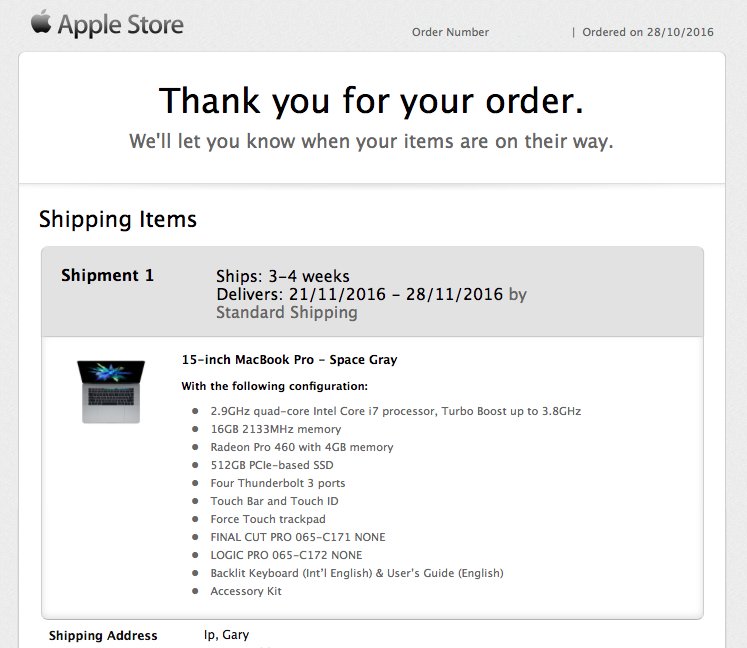 Apple Store
Order Number | Ordered on 28/10/2016
Thank you for your order.
We'll let you know when your items are on their way.
Shipping Items
Shipment 1
Ships: 3-4 weeks
Delivers: 21/11/2016 - 28/11/2016 by
Standard Shipping
15-inch MacBook Pro - Space Gray
With the following configuration:
• 2.9GHz quad-core Intel Core i7 processor, Turbo Boost up to 3.8GHz
• 16GB 2133MHz memory
• Radeon Pro 460 with 4GB memory
• 512GB PCIe-based SSD
• Four Thunderbolt 3 ports
• Touch Bar and Touch ID
• Force Touch trackpad
• FINAL CUT PRO 065-C171 NONE
• LOGIC PRO 065-C172 NONE
• Backlit Keyboard (Int'l English) & User's Guide (English)
• Accessory Kit
Shipping Address Ip, Gary